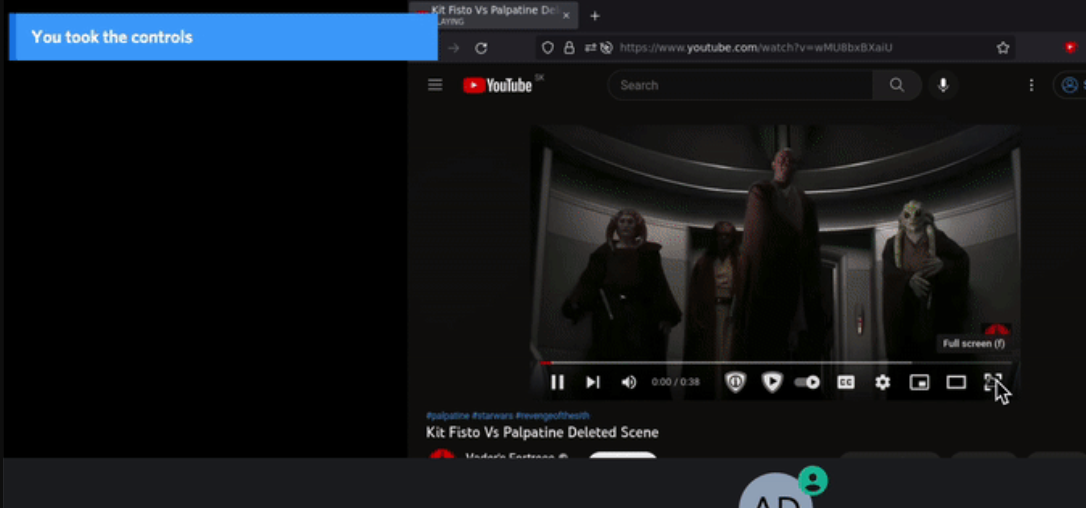 Kit Fisto Vs Palpatine Del
LAYING
You took the controls
https://www.youtube.com/watch?v=wMU8bxBXaiU
YouTube SK
Search
Full screen (f)
0:00 / 0:38
CC
#palpatine #starwars #revengeofthesith
Kit Fisto Vs Palpatine Deleted Scene
Vader's Fortress
AD